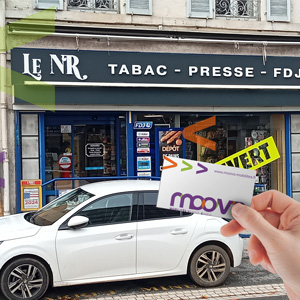 LE NR
TABAC - PRESSE - FDJ
FDJ
DÉPÔT
OUVERT
moov